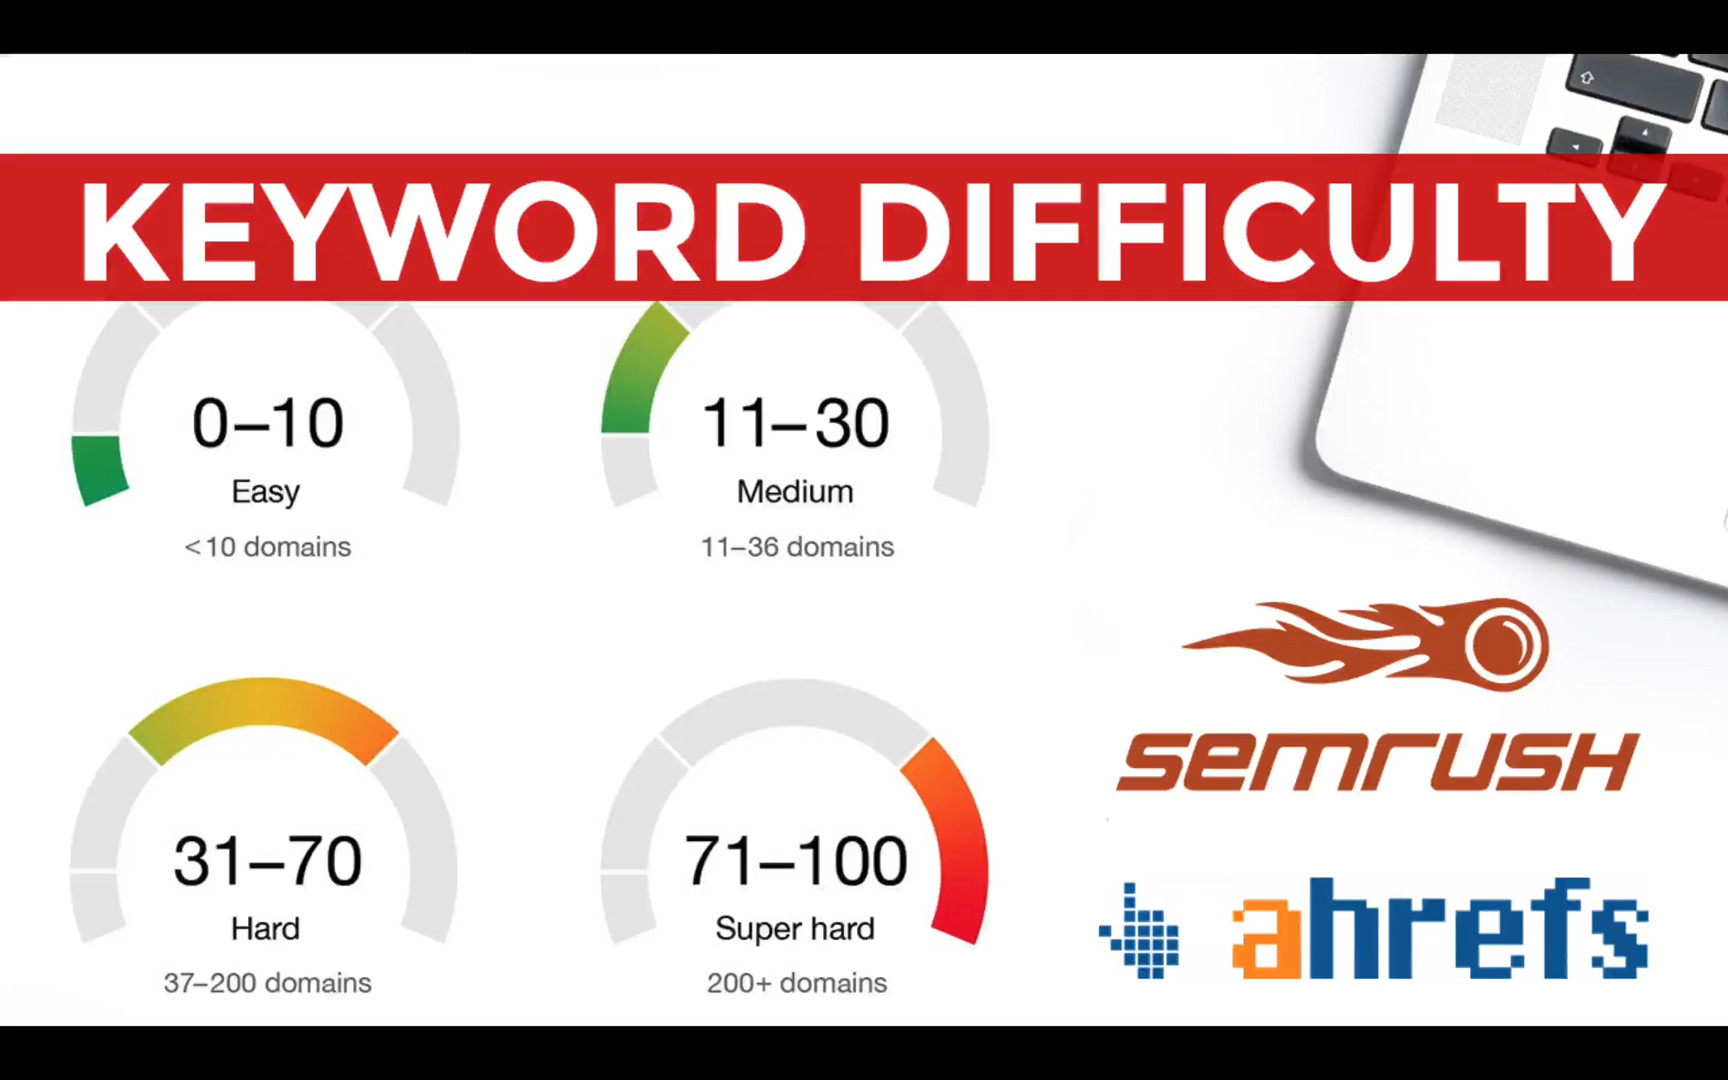 KEYWORD DIFFICULTY
0–10
Easy
<10 domains
11–30
Medium
11–36 domains
31–70
Hard
37–200 domains
71–100
Super hard
200+ domains
semrush
ahrefs